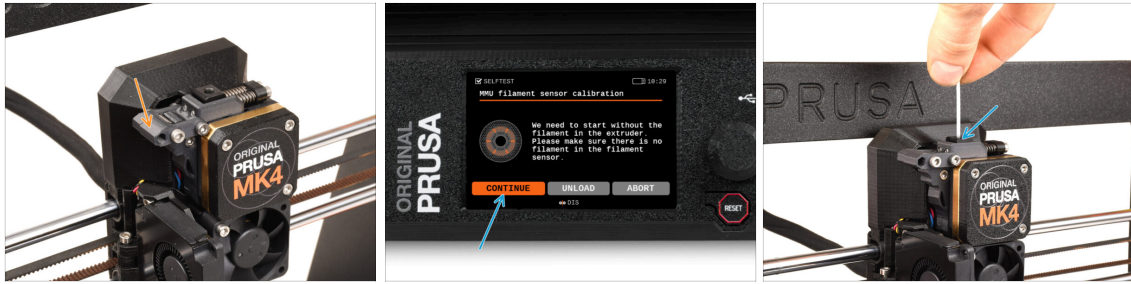 ORIGINAL
PRUSA
MK4
ORIGINAL
PRUSA
SELFTEST
10:29
MMU filament sensor calibration
We need to start without the
filament in the extruder.
Please make sure there is no
filament in the filament
sensor.
CONTINUE
UNLOAD
ABORT
DIS
RESET
PRUSA
ORIGINAL
PRUSA
MK4